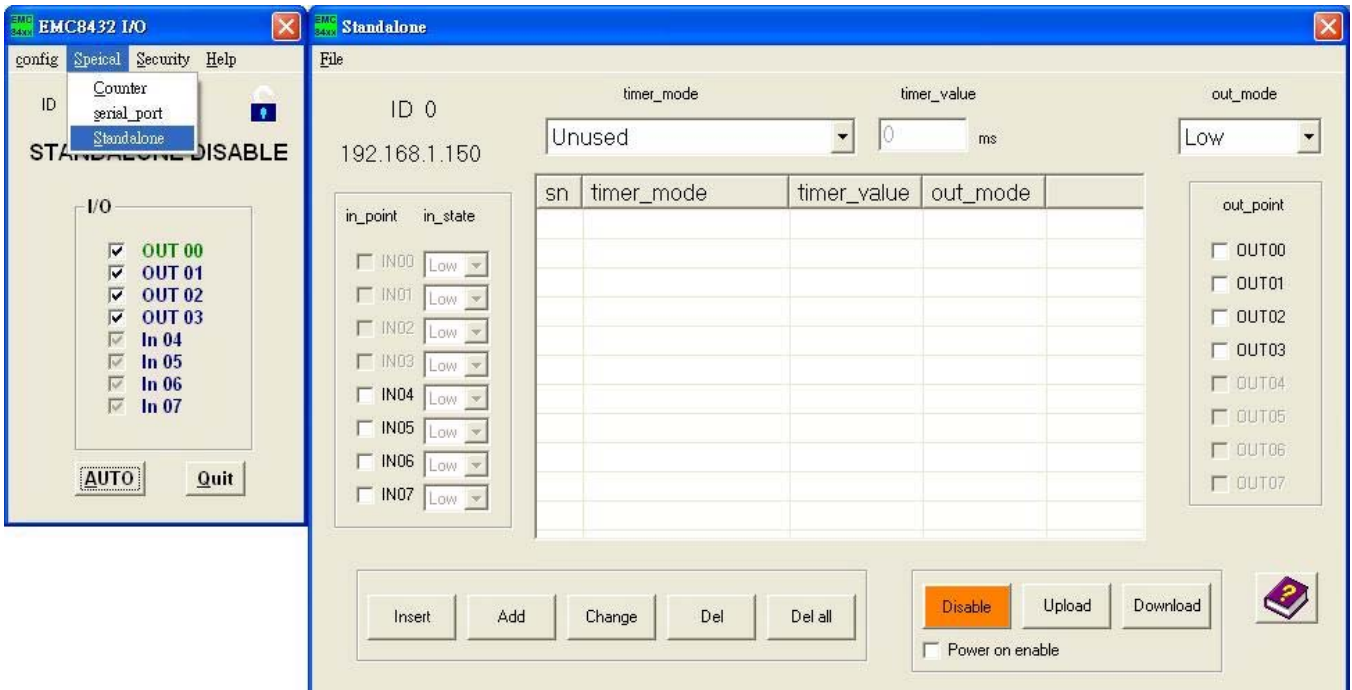 EMC 84xx EMC8432 I/O
config Speical Security Help
Counter
serial_port
Standalone
ID
STANDALONE DISABLE
I/O
OUT 00
OUT 01
OUT 02
OUT 03
In 04
In 05
In 06
In 07
AUTO Quit
EMC 84xx Standalone
File
ID 0
192.168.1.150
timer_mode timer_value out_mode
Unused 0 ms Low
in_point in_state
IN00 Low
IN01 Low
IN02 Low
IN03 Low
IN04 Low
IN05 Low
IN06 Low
IN07 Low
sn timer_mode timer_value out_mode
out_point
OUT00
OUT01
OUT02
OUT03
OUT04
OUT05
OUT06
OUT07
Insert Add Change Del Del all
Disable Upload Download
Power on enable
?